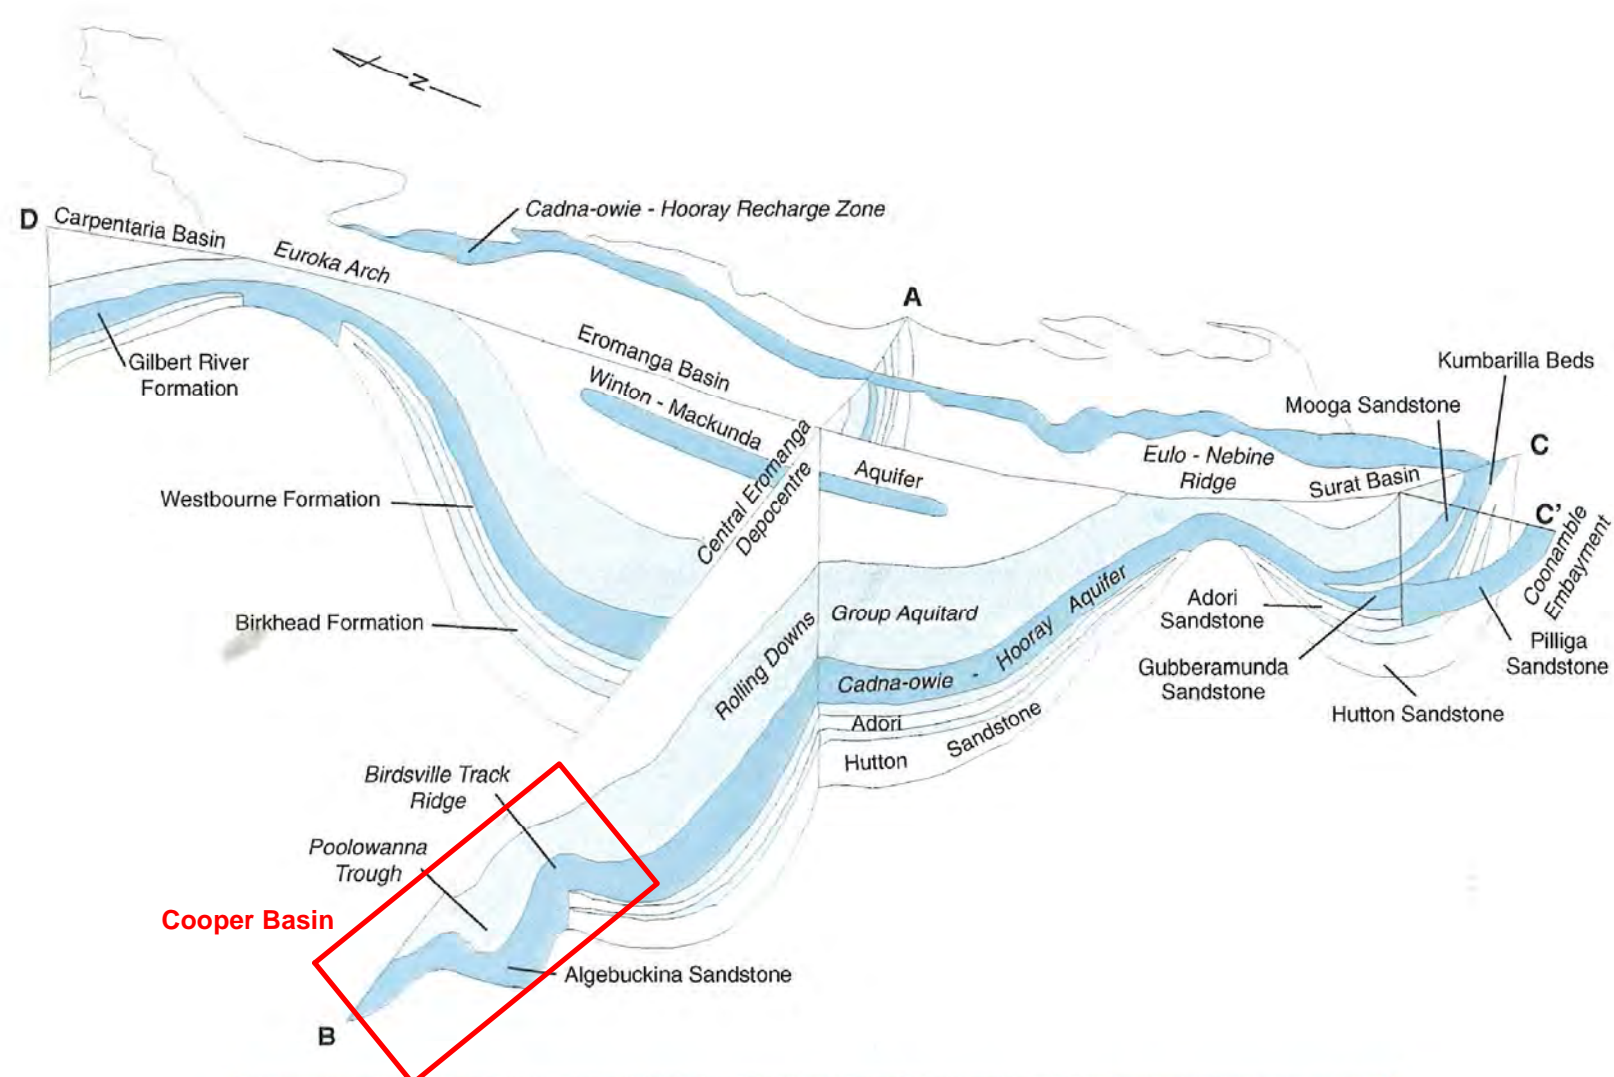 N
D
Carpentaria Basin
Euroka Arch
Cadna-owie - Hooray Recharge Zone
A
Gilbert River
Formation
Eromanga Basin
Winton - Mackunda
Aquifer
Central Eromanga
Depocentre
Kumbarilla Beds
Mooga Sandstone
Eulo - Nebine
Ridge
Surat Basin
C
C'
Coonamble
Embayment
Westbourne Formation
Birkhead Formation
Rolling Downs
Group Aquitard
Cadna-owie - Hooray Aquifer
Adori
Hutton Sandstone
Adori
Sandstone
Gubberamunda
Sandstone
Pilliga
Sandstone
Hutton Sandstone
Birdsville Track
Ridge
Poolowanna
Trough
Cooper Basin
Algebuckina Sandstone
B